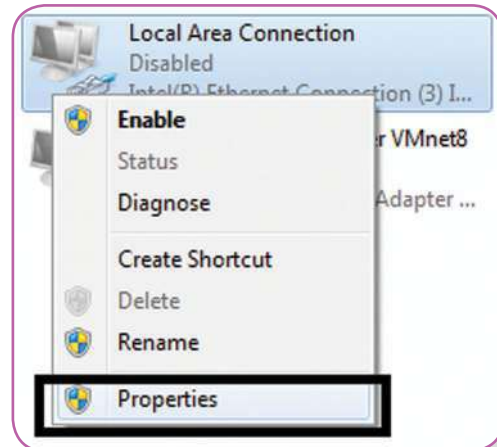 Local Area Connection
Disabled
Intel(R) Ethernet Connection (3) I...
Enable
r VMnet8
Status
Diagnose
Adapter ...
Create Shortcut
Delete
Rename
Properties